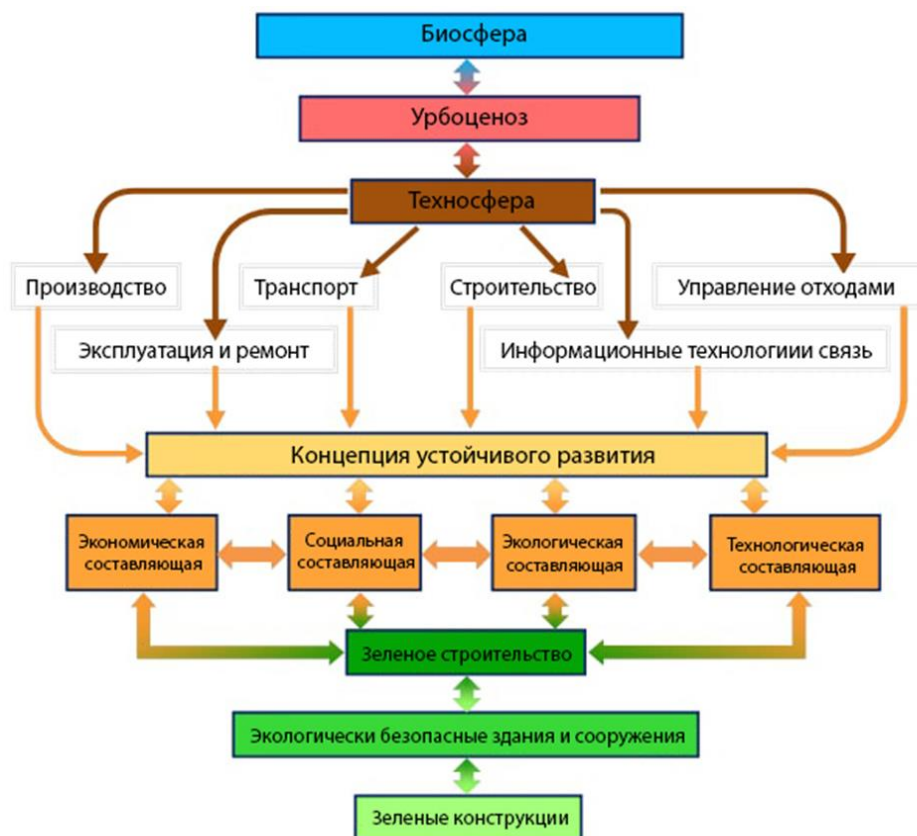 Биосфера
Урбоценоз
Техносфера
Производство
Транспорт
Строительство
Управление отходами
Эксплуатация и ремонт
Информационные технологиии связь
Концепция устойчивого развития
Экономическая
составляющая
Социальная
составляющая
Экологическая
составляющая
Технологическая
составляющая
Зеленое строительство
Экологически безопасные здания и сооружения
Зеленые конструкции